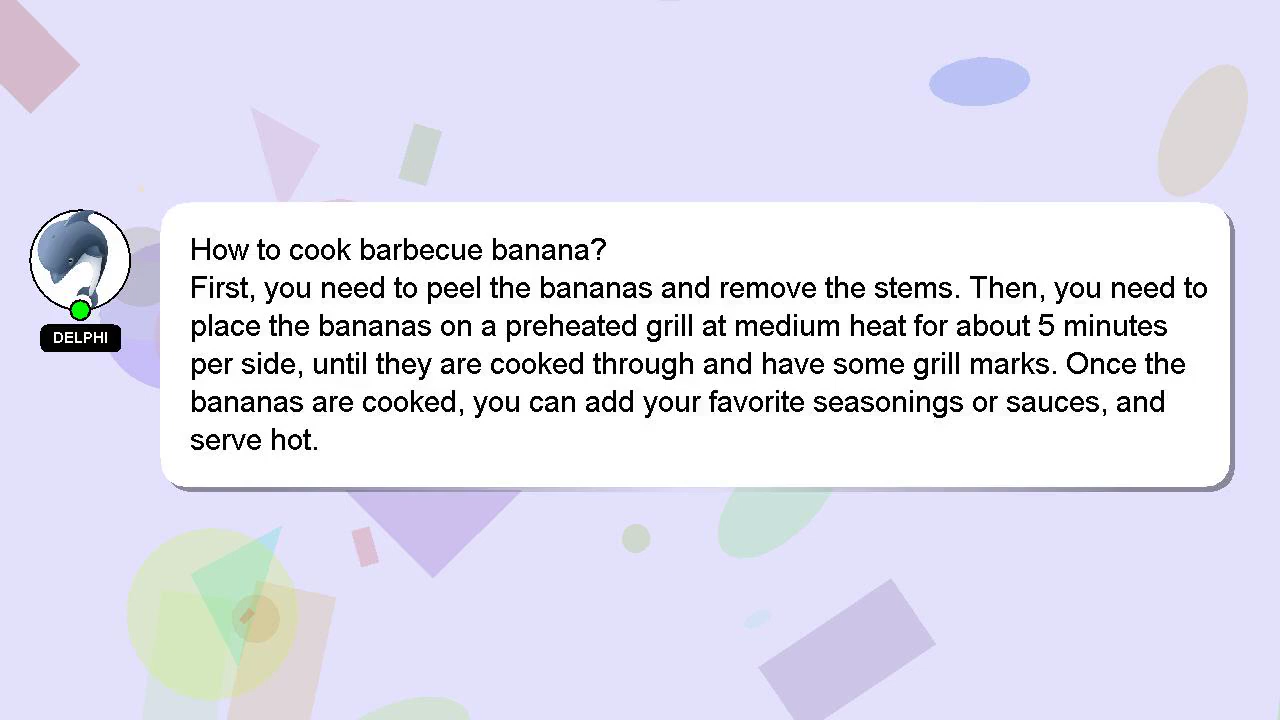 How to cook barbecue banana?
First, you need to peel the bananas and remove the stems. Then, you need to
place the bananas on a preheated grill at medium heat for about 5 minutes
per side, until they are cooked through and have some grill marks. Once the
bananas are cooked, you can add your favorite seasonings or sauces, and
serve hot.
DELPHI